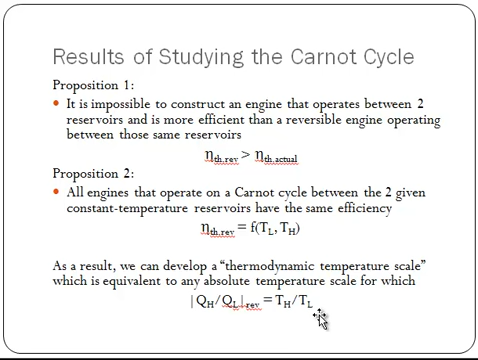 Results of Studying the Carnot Cycle
Proposition 1:
• It is impossible to construct an engine that operates between 2
reservoirs and is more efficient than a reversible engine operating
between those same reservoirs
η_th,rev > η_th,actual
Proposition 2:
• All engines that operate on a Carnot cycle between the 2 given
constant-temperature reservoirs have the same efficiency
η_th,rev = f(T_L, T_H)
As a result, we can develop a “thermodynamic temperature scale”
which is equivalent to any absolute temperature scale for which
|Q_H/Q_L|_rev = T_H/T_L